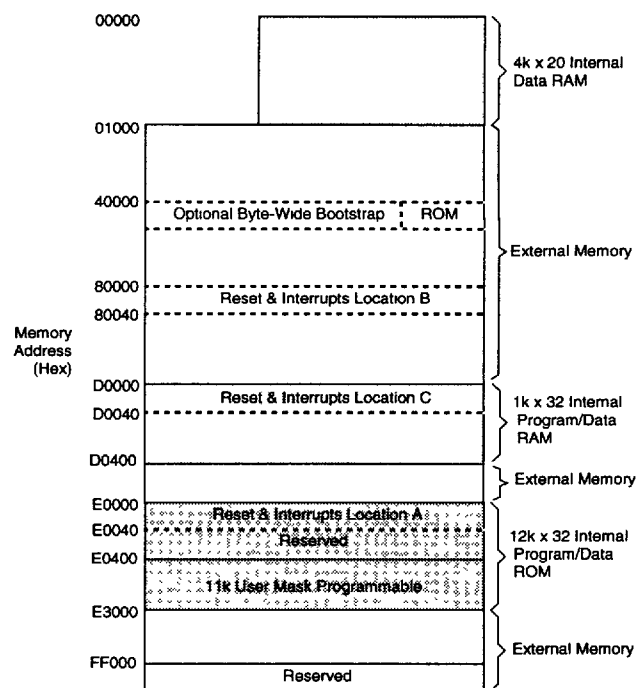 00000
4k x 20 Internal
Data RAM
01000
40000
Optional Byte-Wide Bootstrap
ROM
External Memory
80000
Reset & Interrupts Location B
80040
Memory
Address
(Hex)
D0000
Reset & Interrupts Location C
D0040
1k x 32 Internal
Program/Data
RAM
D0400
External Memory
E0000
Reset & Interrupts Location A
E0040
Reserved
12k x 32 Internal
Program/Data
ROM
E0400
11k User Mask Programmable
E3000
External Memory
FF000
Reserved